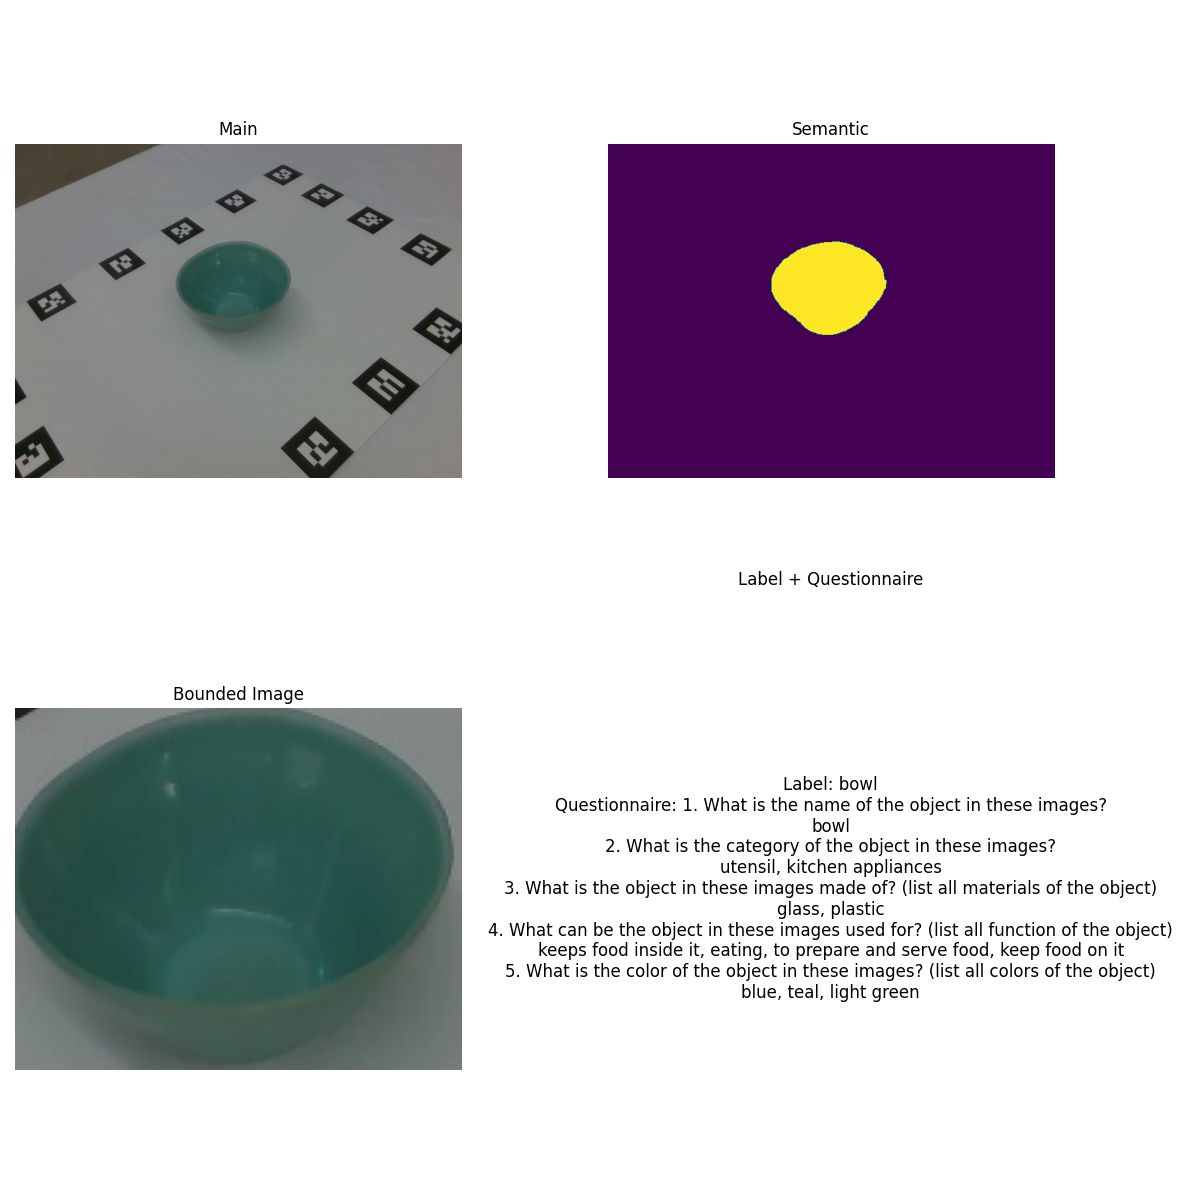 Main
Semantic
Label + Questionnaire
Bounded Image
Label: bowl
Questionnaire: 1. What is the name of the object in these images?
bowl
2. What is the category of the object in these images?
utensil, kitchen appliances
3. What is the object in these images made of? (list all materials of the object)
glass, plastic
4. What can be the object in these images used for? (list all function of the object)
keeps food inside it, eating, to prepare and serve food, keep food on it
5. What is the color of the object in these images? (list all colors of the object)
blue, teal, light green